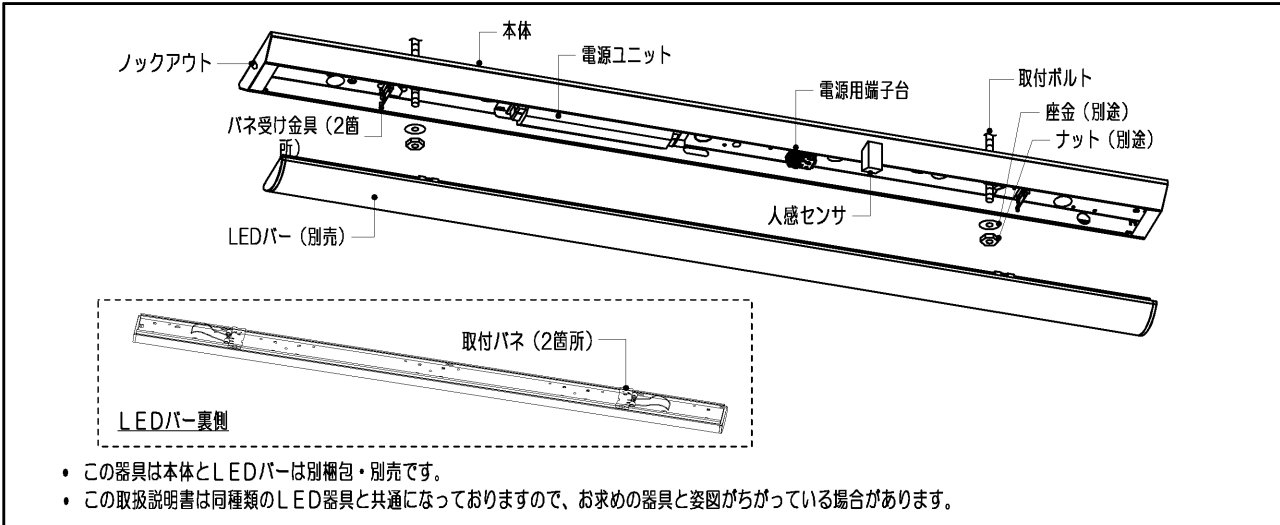 本体
ノックアウト
電源ユニット
取付ボルト
電源用端子台
座金（別途）
バネ受け金具（2箇
所）
ナット（別途）
人感センサ
LEDバー（別売）
取付バネ（2箇所）
LEDバー裏側
• この器具は本体とLEDバーは別梱包・別売です。
• この取扱説明書は同種類のLED器具と共通になっておりますので、お求めの器具と姿図がちがっている場合があります。